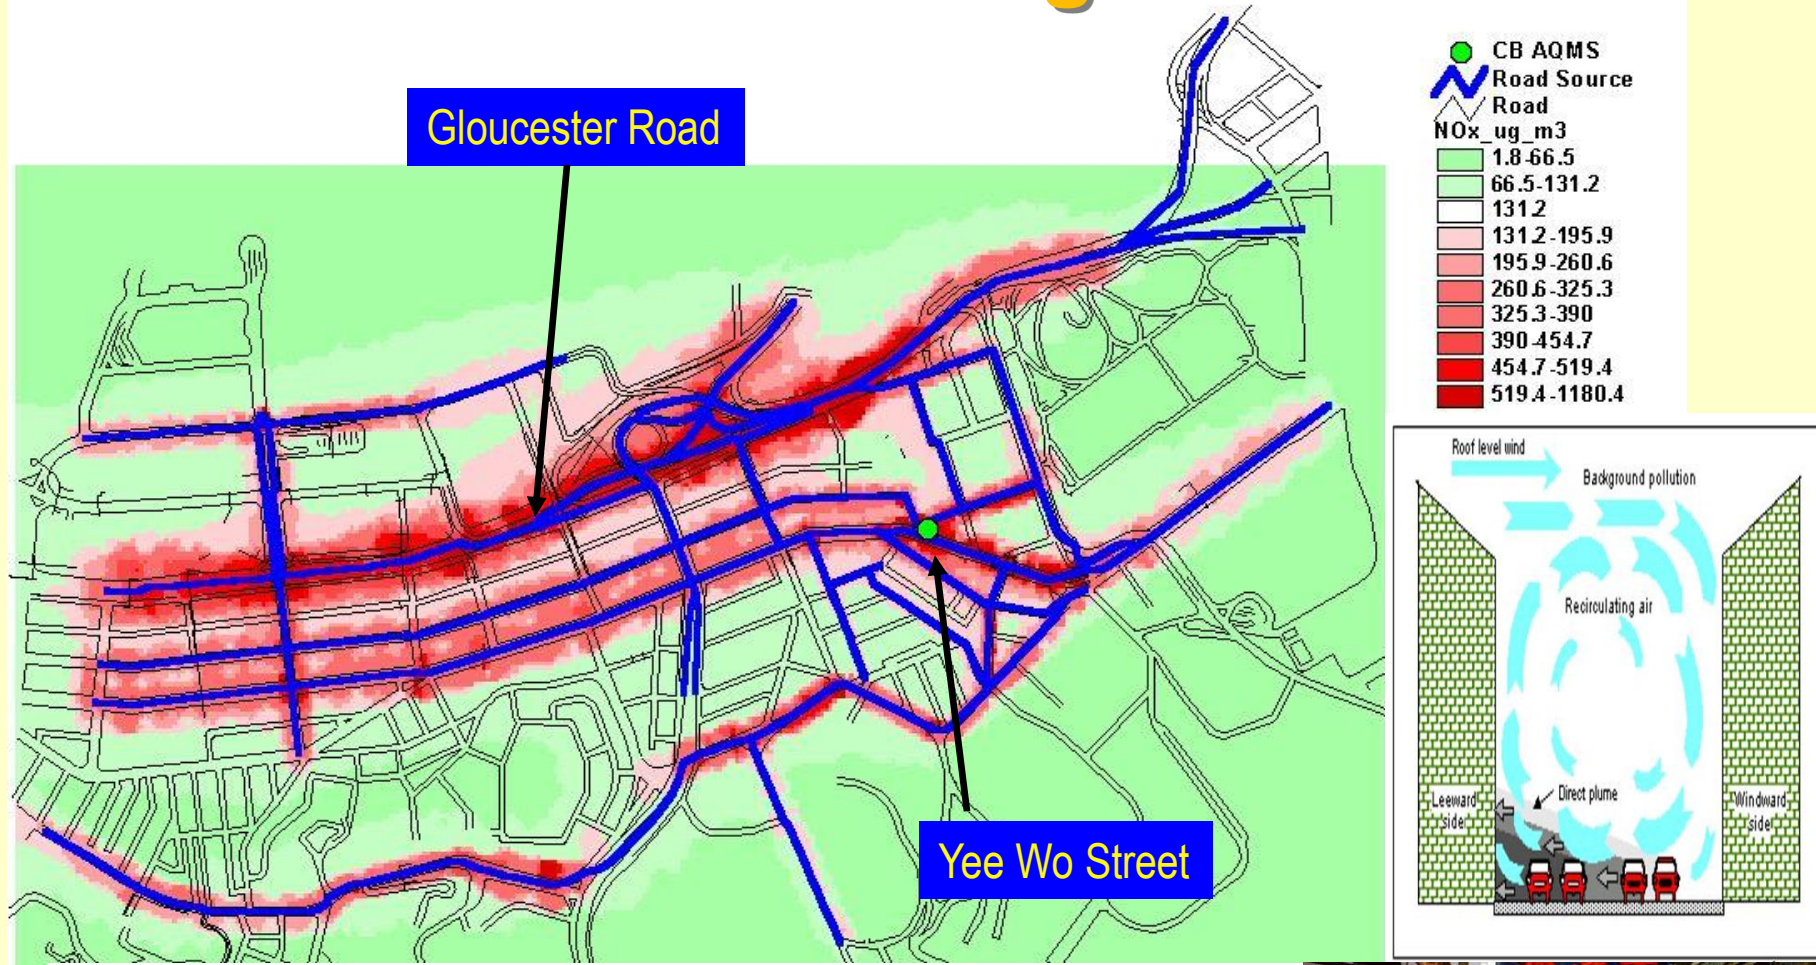 Gloucester Road
CB AQMS
Road Source
Road
NOx_ug_m3
1.8-66.5
66.5-131.2
131.2
131.2-195.9
195.9-260.6
260.6-325.3
325.3-390
390-454.7
454.7-519.4
519.4-1180.4
Roof level wind
Background pollution
Recirculating air
Direct plume
Leeward
side
Windward
side
Yee Wo Street